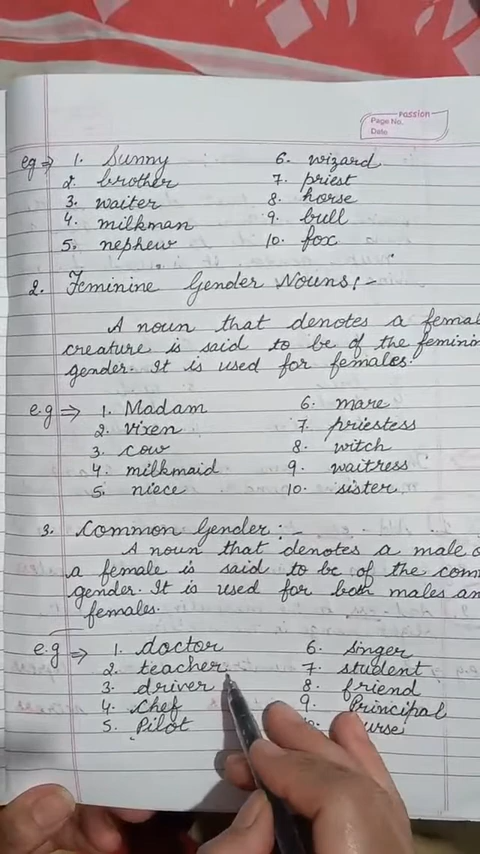 Passion
Page No.
Date
eg ⇒ 1. Sunny 6. wizard
2. brother 7. priest
3. waiter 8. horse
4. milkman 9. bull
5. nephew 10. fox
2. Feminine Gender Nouns:-
A noun that denotes a femal
creature is said to be of the feminin
gender. It is used for females.
e.g ⇒ 1. Madam 6. mare
2. vixen 7. priestess
3. cow 8. witch
4. milkmaid 9. waitress
5. niece 10. sister
3. Common Gender:-
A noun that denotes a male o
a female is said to be of the com
gender. It is used for both males an
females.
e.g ⇒ 1. doctor 6. singer
2. teacher 7. student
3. driver 8. friend
4. Chef 9. Principal
5. Pilot urse